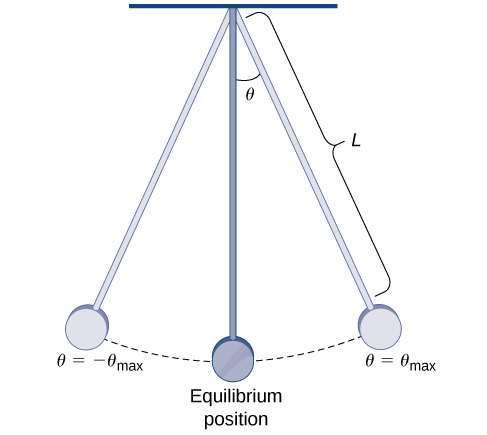 θ
L
θ = −θmax
θ = θmax
Equilibrium
position